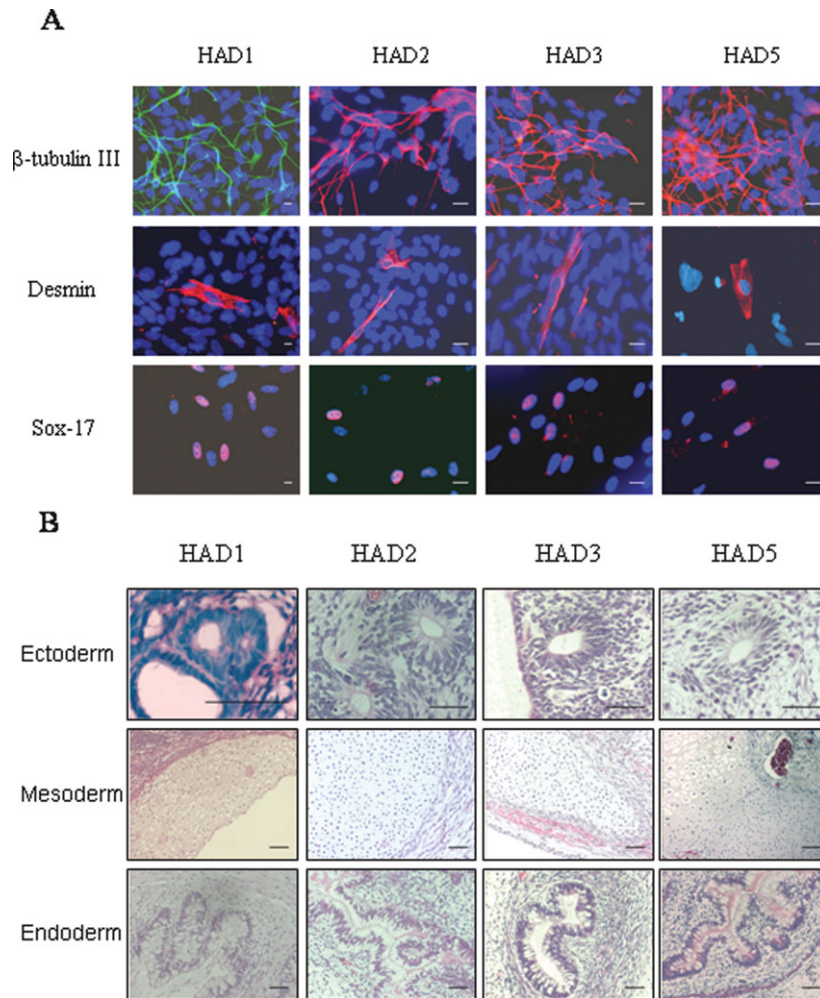 A
HAD1 HAD2 HAD3 HAD5
β-tubulin III
Desmin
Sox-17
B
HAD1 HAD2 HAD3 HAD5
Ectoderm
Mesoderm
Endoderm